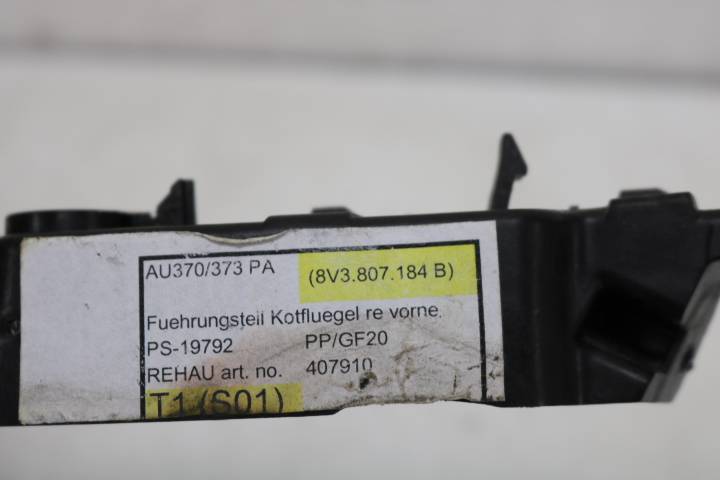 AU370/373 PA (8V3.807.184 B)
Fuehrungsteil Kotfluegel re vorne.
PS-19792 PP/GF20
REHAU art. no. 407910
T1 (S01)